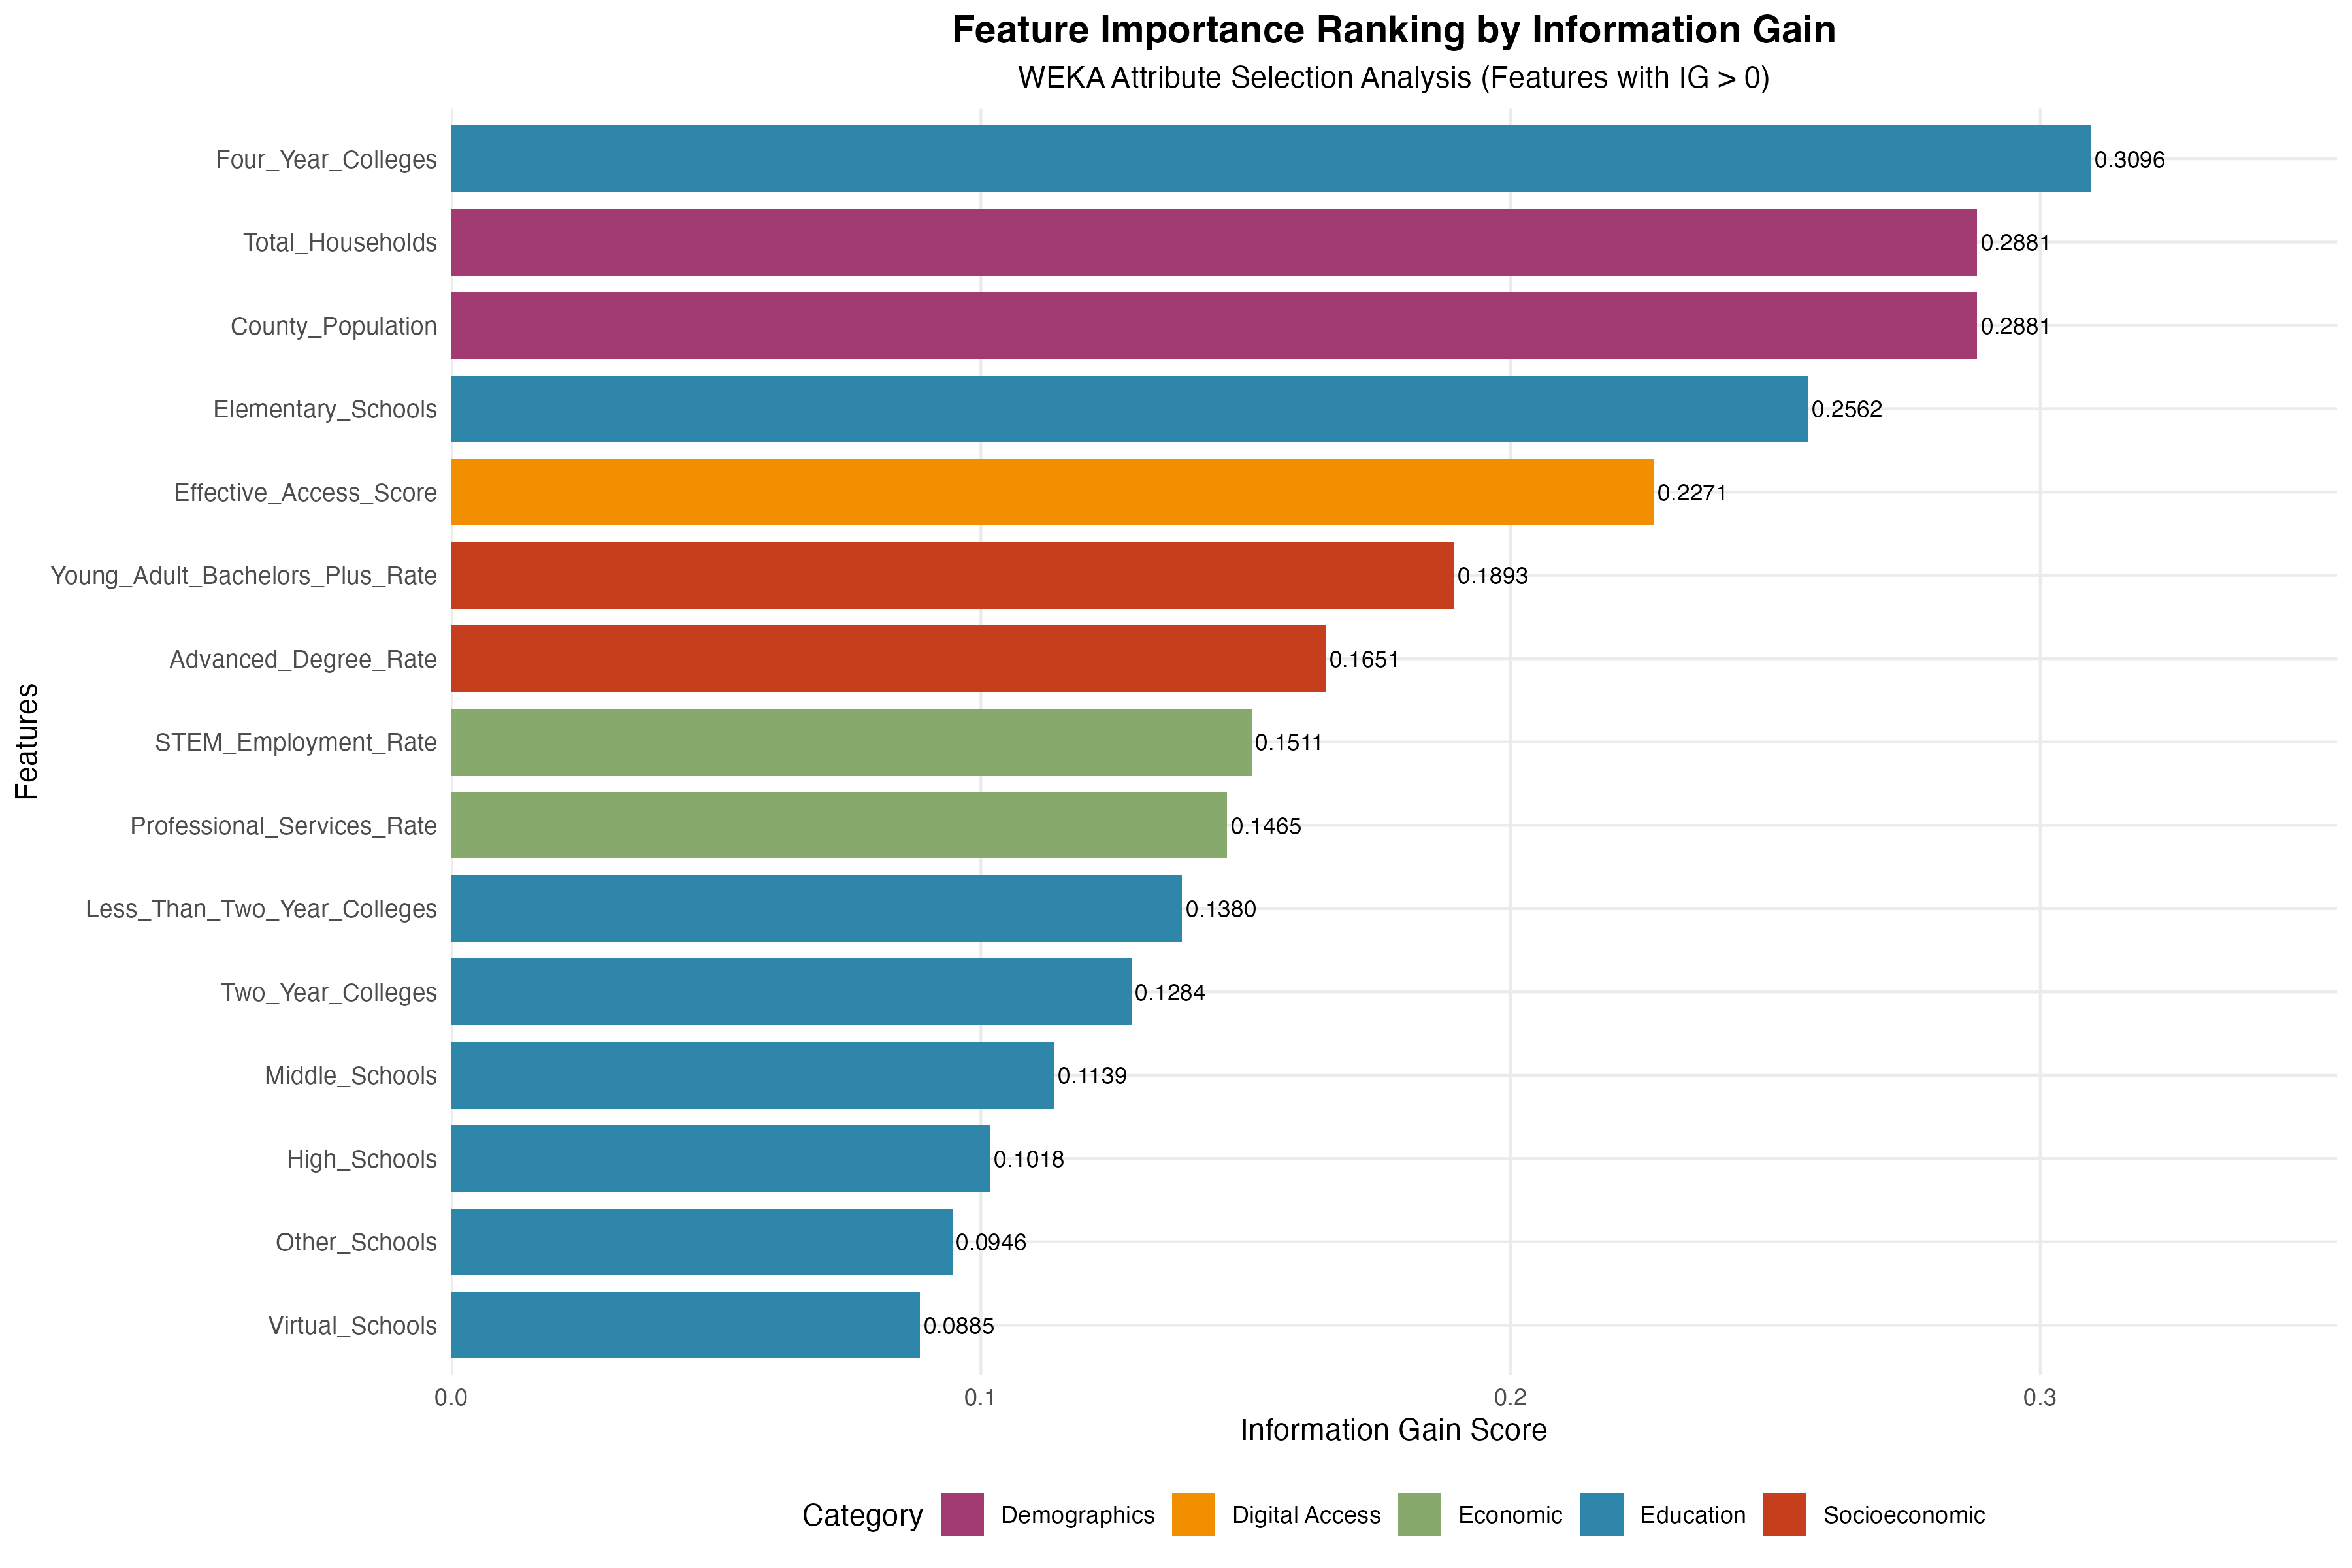 Feature Importance Ranking by Information Gain
WEKA Attribute Selection Analysis (Features with IG > 0)
Features
Four_Year_Colleges 0.3096
Total_Households 0.2881
County_Population 0.2881
Elementary_Schools 0.2562
Effective_Access_Score 0.2271
Young_Adult_Bachelors_Plus_Rate 0.1893
Advanced_Degree_Rate 0.1651
STEM_Employment_Rate 0.1511
Professional_Services_Rate 0.1465
Less_Than_Two_Year_Colleges 0.1380
Two_Year_Colleges 0.1284
Middle_Schools 0.1139
High_Schools 0.1018
Other_Schools 0.0946
Virtual_Schools 0.0885
0.0 0.1 0.2 0.3
Information Gain Score
Category Demographics Digital Access Economic Education Socioeconomic